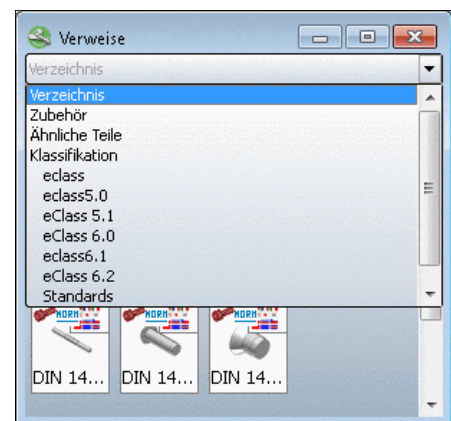 Verweise
Verzeichnis
Verzeichnis
Zubehör
Ähnliche Teile
Klassifikation
eclass
eclass5.0
eClass 5.1
eClass 6.0
eclass6.1
eClass 6.2
Standards
NORM NORM NORM
DIN 14... DIN 14... DIN 14...